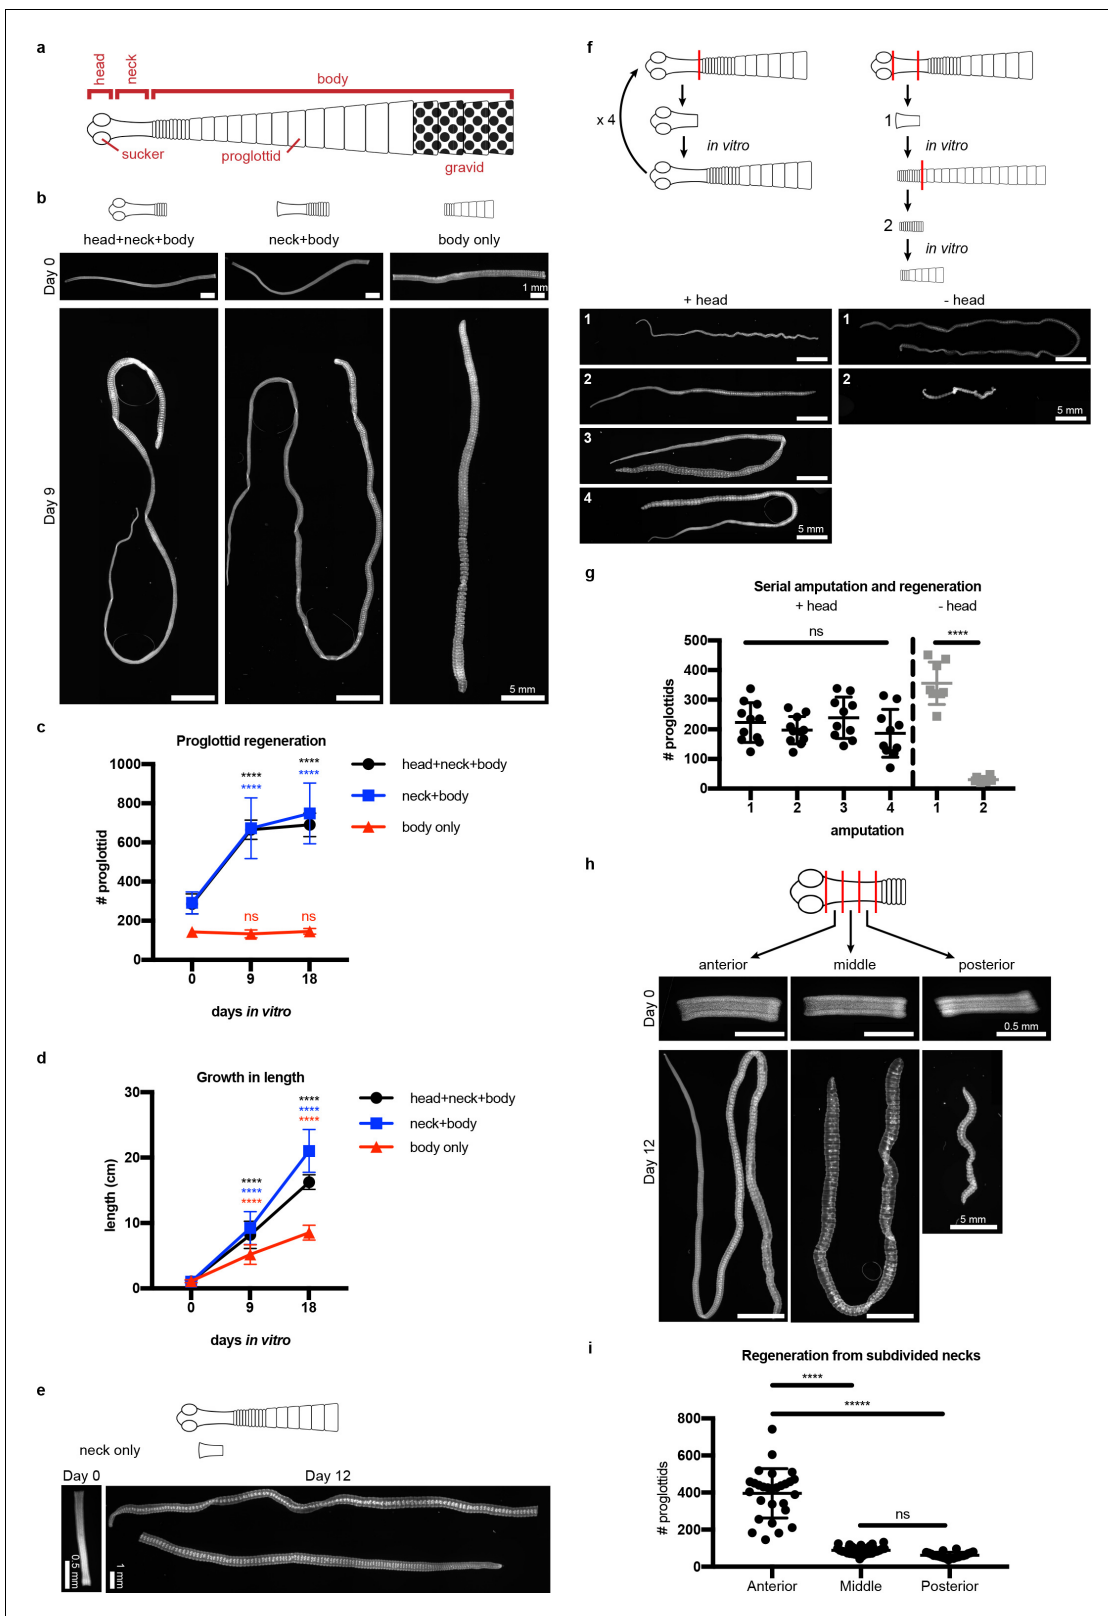 a
head
neck
body
sucker
proglottid
gravid
b
head+neck+body
neck+body
body only
Day 0
1 mm
Day 9
5 mm
c
Proglottid regeneration
1000
800
600
400
200
0
# proglottid
****
****
****
****
ns
ns
0
9
18
days in vitro
head+neck+body
neck+body
body only
d
Growth in length
30
20
10
0
length (cm)
****
****
****
****
****
****
0
9
18
days in vitro
head+neck+body
neck+body
body only
e
neck only
Day 0
Day 12
0.5 mm
1 mm
f
x 4
in vitro
1
in vitro
2
in vitro
+ head
- head
1
1
2
2
5 mm
3
4
5 mm
g
Serial amputation and regeneration
+ head
- head
ns
****
500
400
300
200
100
0
# proglottids
1
2
3
4
1
2
amputation
h
anterior
middle
posterior
Day 0
0.5 mm
Day 12
5 mm
i
Regeneration from subdivided necks
****
*****
ns
800
600
400
200
0
# proglottids
Anterior
Middle
Posterior